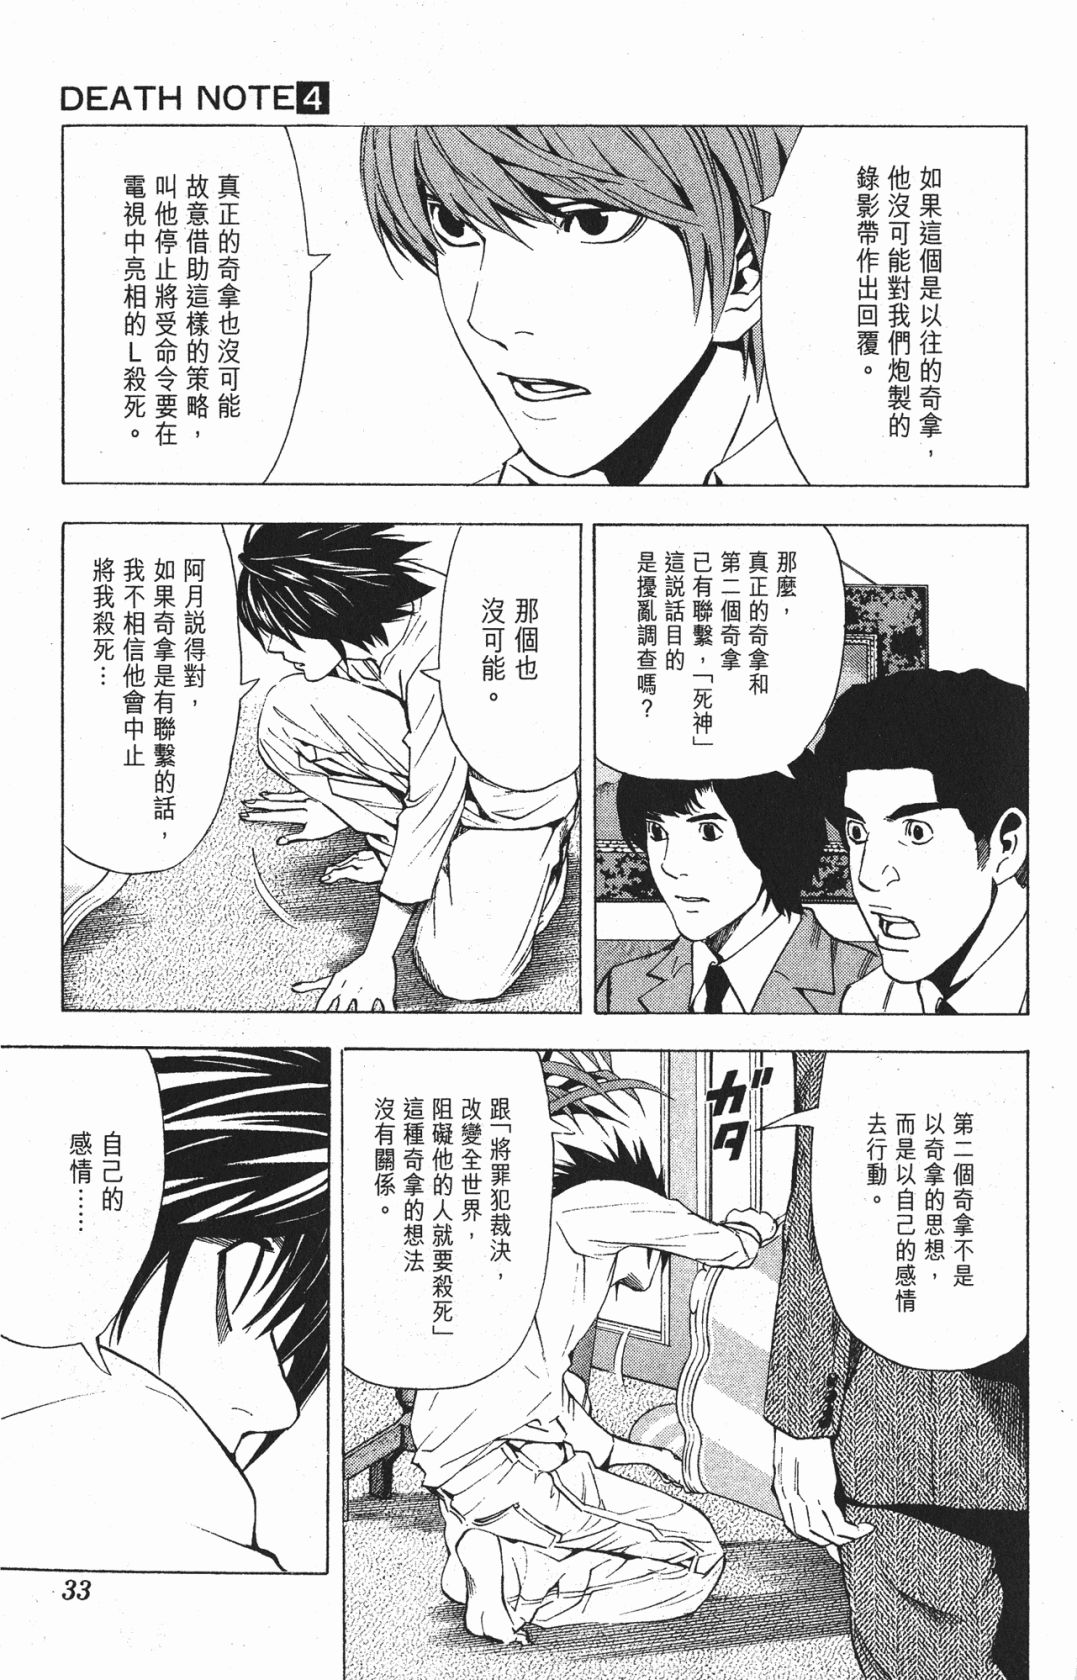 DEATH NOTE 4
如果這個是以往的奇拿，
他沒可能對我們炮製的
錄影帶作出回覆。
真正的奇拿也沒可能
故意借助這樣的策略，
叫他停止將受命令要在
電視中亮相的L殺死。
那麼，
真正的奇拿和
第二個奇拿
已有聯繫，「死神」
這說話目的
是擾亂調查嗎？
那個也
沒可能。
阿月說得對，
如果奇拿是有聯繫的話，
我不相信他會中止
將我殺死…
第二個奇拿不是
以奇拿的思想，
而是以自己的感情
去行動。
ガタ
跟「將罪犯裁決，
改變全世界，
阻礙他的人就要殺死」
這種奇拿的想法
沒有關係。
自己的
感情……
33